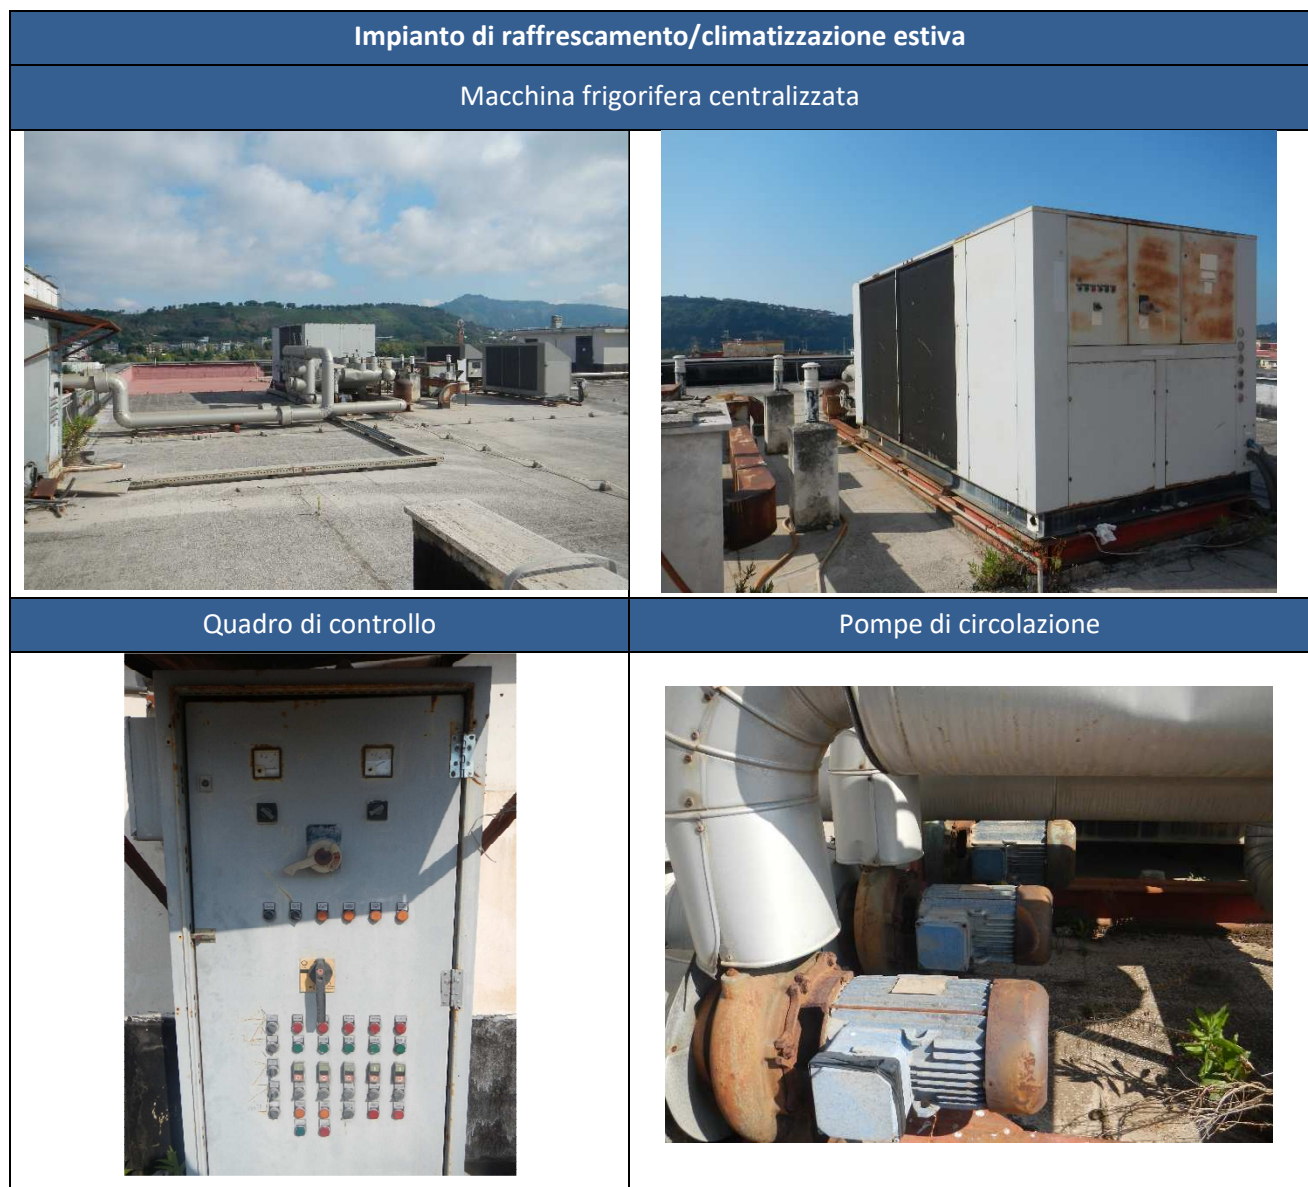 Impianto di raffrescamento/climatizzazione estiva
Macchina frigorifera centralizzata
Quadro di controllo
Pompe di circolazione